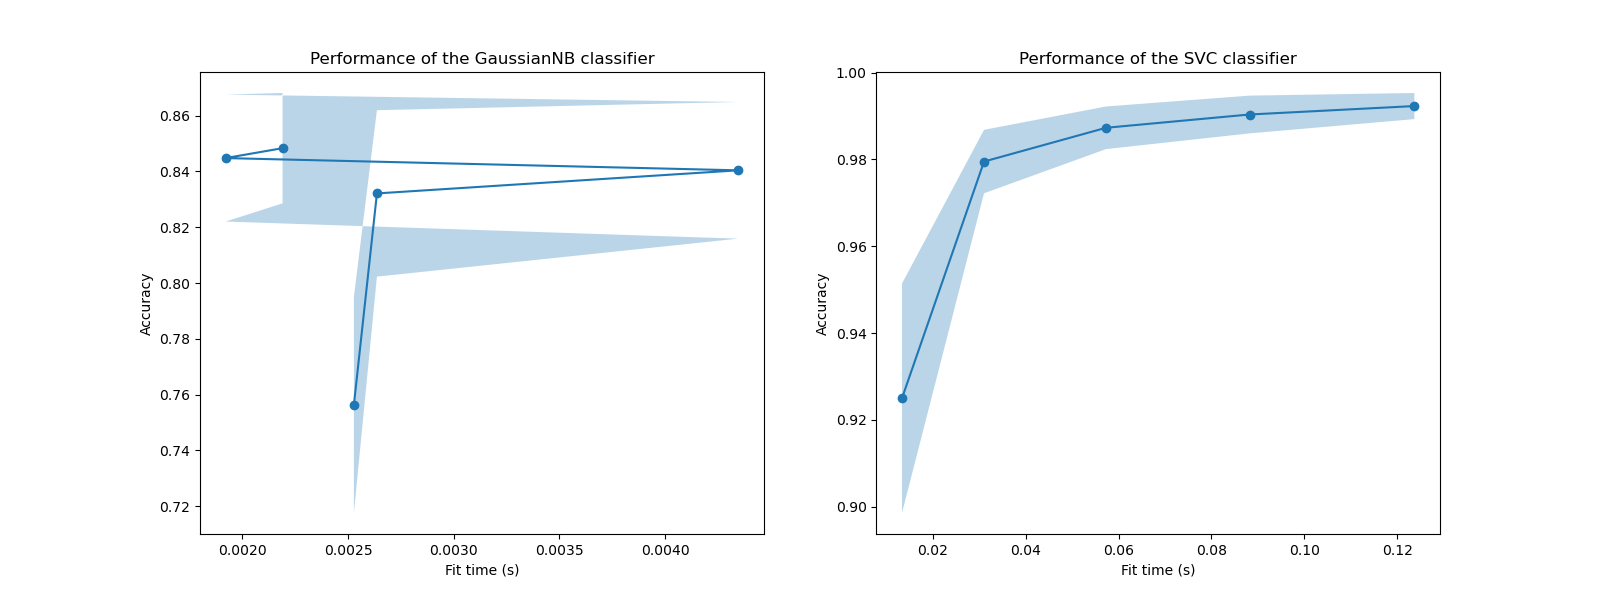 Performance of the GaussianNB classifier
0.86
0.84
0.82
0.80
0.78
0.76
0.74
0.72
Accuracy
0.0020 0.0025 0.0030 0.0035 0.0040
Fit time (s)
Performance of the SVC classifier
1.00
0.98
0.96
0.94
0.92
0.90
Accuracy
0.02 0.04 0.06 0.08 0.10 0.12
Fit time (s)